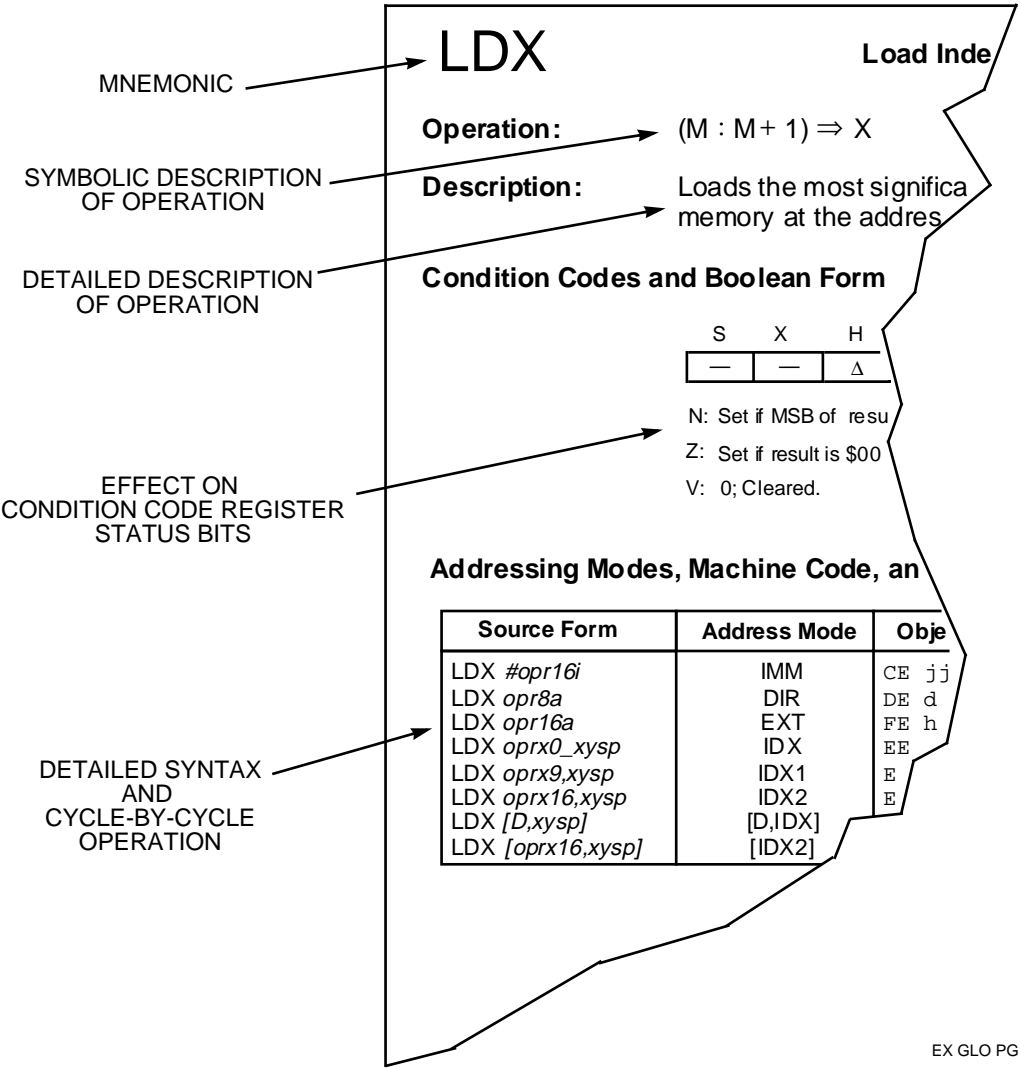 LDX
Load Inde
MNEMONIC
Operation: (M : M + 1) ⇒ X
SYMBOLIC DESCRIPTION
OF OPERATION
Description: Loads the most significa
memory at the addres
DETAILED DESCRIPTION
OF OPERATION
Condition Codes and Boolean Form
S X H
— — Δ
N: Set if MSB of resu
Z: Set if result is $00
V: 0; Cleared.
EFFECT ON
CONDITION CODE REGISTER
STATUS BITS
Addressing Modes, Machine Code, an
Source Form Address Mode Obje
LDX #opr16i IMM CE jj
LDX opr8a DIR DE d
LDX opr16a EXT FE h
LDX oprx0_xysp IDX EE
LDX oprx9,xysp IDX1 E
LDX oprx16,xysp IDX2 E
LDX [D,xysp] [D,IDX]
LDX [oprx16,xysp] [IDX2]
DETAILED SYNTAX
AND
CYCLE-BY-CYCLE
OPERATION
EX GLO PG